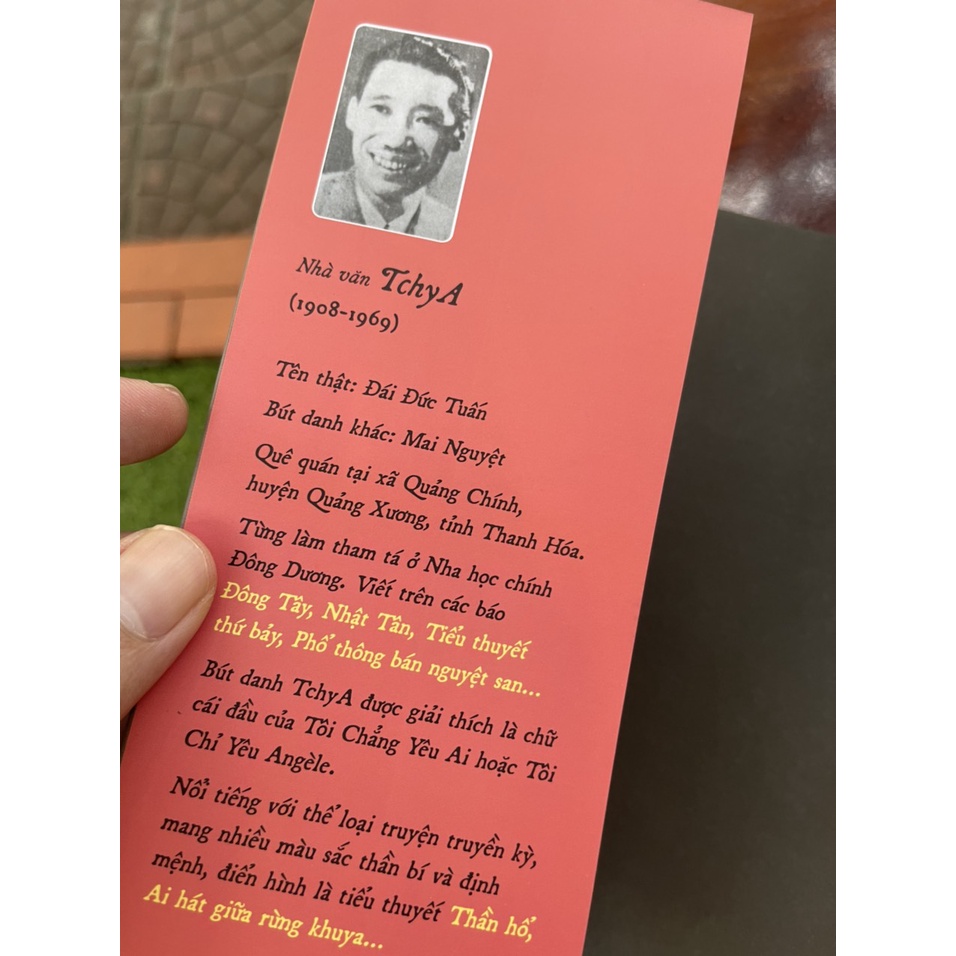 Nhà văn TchyA
(1908-1969)
Tên thật: Đái Đức Tuấn
Bút danh khác: Mai Nguyệt
Quê quán tại xã Quảng Chính,
huyện Quảng Xương, tỉnh Thanh Hóa.
Từng làm tham tá ở Nha học chính
Đông Dương. Viết trên các báo
Đông Tây, Nhật Tân, Tiểu thuyết
thứ bảy, Phổ thông bán nguyệt san...
Bút danh TchyA được giải thích là chữ
cái đầu của Tôi Chẳng Yêu Ai hoặc Tôi
Chỉ Yêu Angèle.
Nổi tiếng với thể loại truyện truyền kỳ,
mang nhiều màu sắc thần bí và định
mệnh, điển hình là tiểu thuyết Thần hổ,
Ai hát giữa rừng khuya...